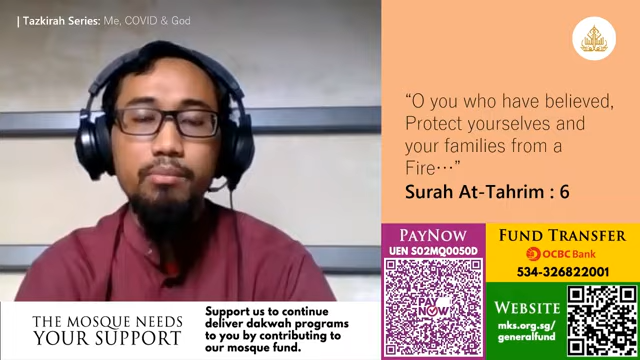 | Tazkirah Series: Me, COVID & God
“O you who have believed,
Protect yourselves and
your families from a
Fire…”
Surah At-Tahrim : 6
PAYNOW
UEN S02MQ0050D
PAY
NOW
FUND TRANSFER
OCBC Bank
534-326822001
WEBSITE
mks.org.sg/
generalfund
THE MOSQUE NEEDS
YOUR SUPPORT
Support us to continue
deliver dakwah programs
to you by contributing to
our mosque fund.